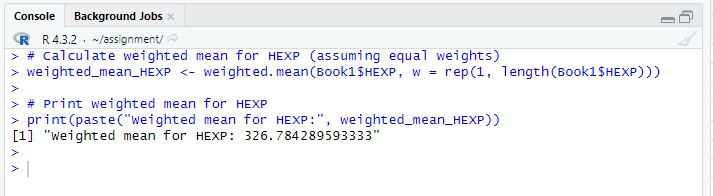 Console Background Jobs ×
R 4.3.2 · ~/assignment/
> # Calculate weighted mean for HEXP (assuming equal weights)
> weighted_mean_HEXP <- weighted.mean(Book1$HEXP, w = rep(1, length(Book1$HEXP)))
>
> # Print weighted mean for HEXP
> print(paste("Weighted mean for HEXP:", weighted_mean_HEXP))
[1] "Weighted mean for HEXP: 326.784289593333"
>
>